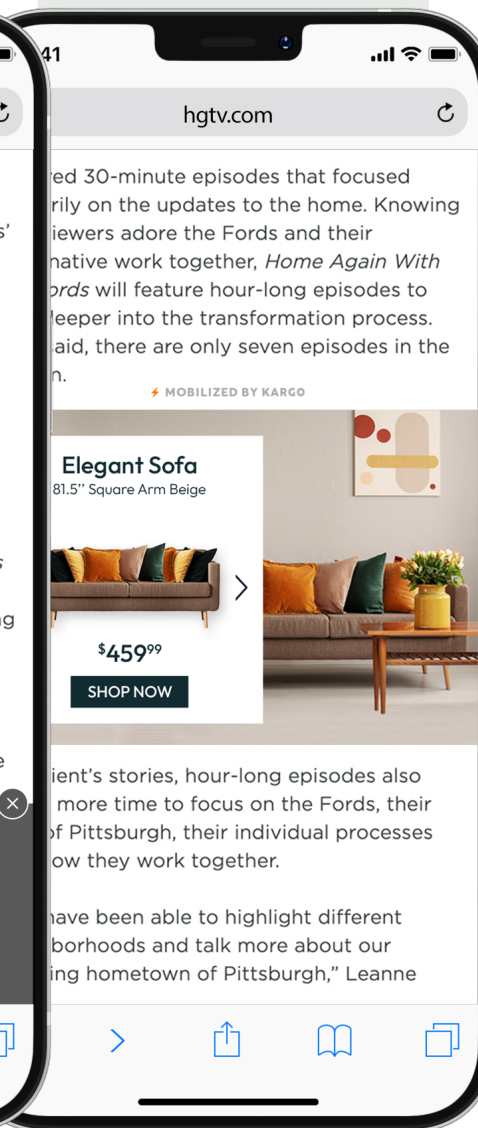 41
hgtv.com
red 30-minute episodes that focused
rily on the updates to the home. Knowing
s'
iewers adore the Fords and their
native work together, Home Again With
ords will feature hour-long episodes to
leeper into the transformation process.
aid, there are only seven episodes in the
n.
MOBILIZED BY KARGO
Elegant Sofa
81.5’’ Square Arm Beige
s
ng
$459⁹⁹
SHOP NOW
e
ient’s stories, hour-long episodes also
more time to focus on the Fords, their
of Pittsburgh, their individual processes
ow they work together.
have been able to highlight different
borhoods and talk more about our
ing hometown of Pittsburgh,” Leanne